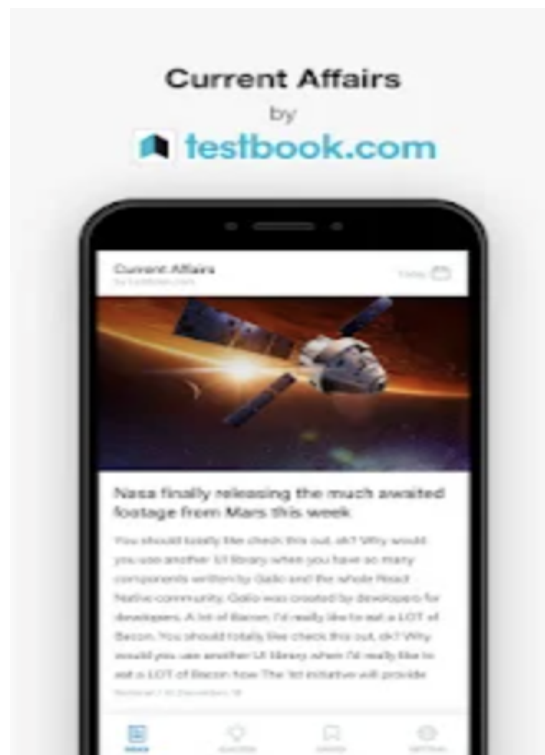 Current Affairs
by
testbook.com
Current Affairs
by testbook.com
Today
Nasa finally releasing the much awaited
footage from Mars this week
You should totally like check this out, ok? Why would
you use another UI library when you have so many
components written by Galio and the whole React
Native community. Galio was created by developers for
developers. A lot of Bacon, I'd really like to eat a LOT of
Bacon. You should totally like check this out, ok? Why
would you use another UI library when I'd really like to
eat a LOT of Bacon how The 1st initiative will provide